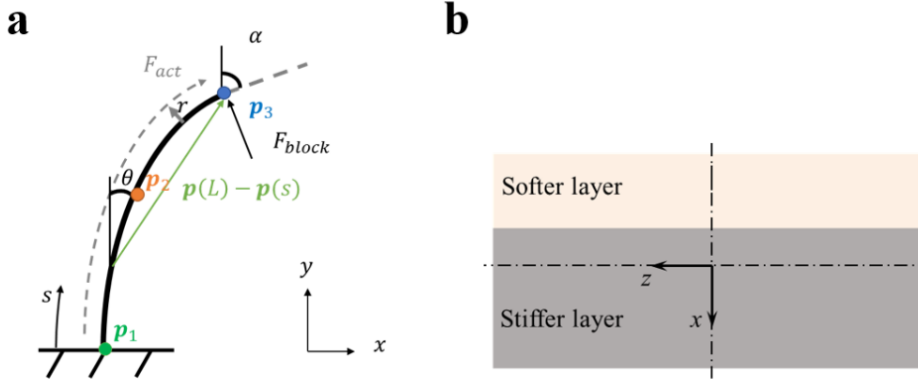 a
α
F_act
r
p_3
F_block
θ
p_2
p(L) − p(s)
s
y
p_1
x
b
Softer layer
z
Stiffer layer
x